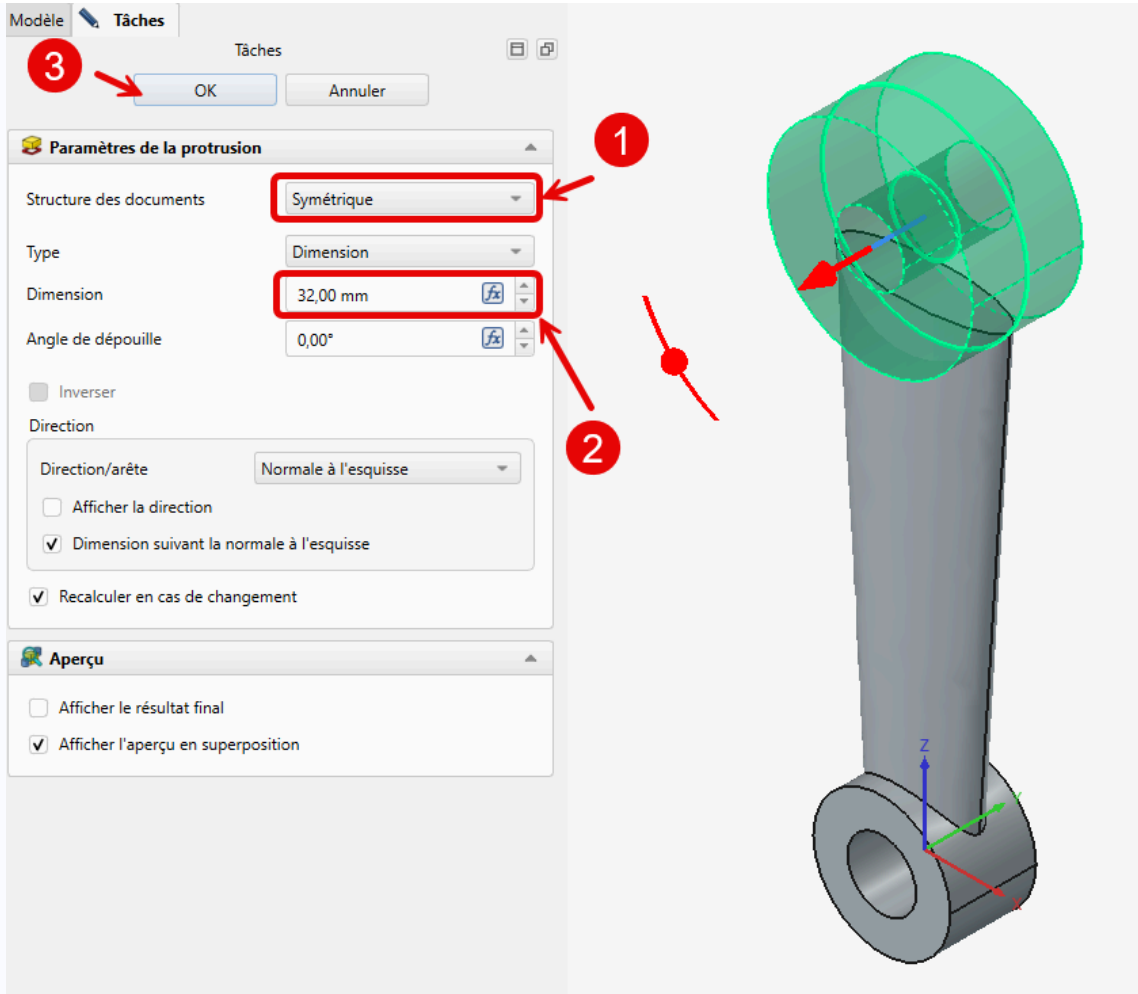 Modèle Tâches
Tâches
3
OK Annuler
1
Paramètres de la protrusion
Structure des documents Symétrique
Type Dimension
Dimension 32,00 mm fx
Angle de dépouille 0,00° fx
Inverser
2
Direction
Direction/arête Normale à l'esquisse
Afficher la direction
Dimension suivant la normale à l'esquisse
Recalculer en cas de changement
Aperçu
Afficher le résultat final
Afficher l'aperçu en superposition
Z
Y
X